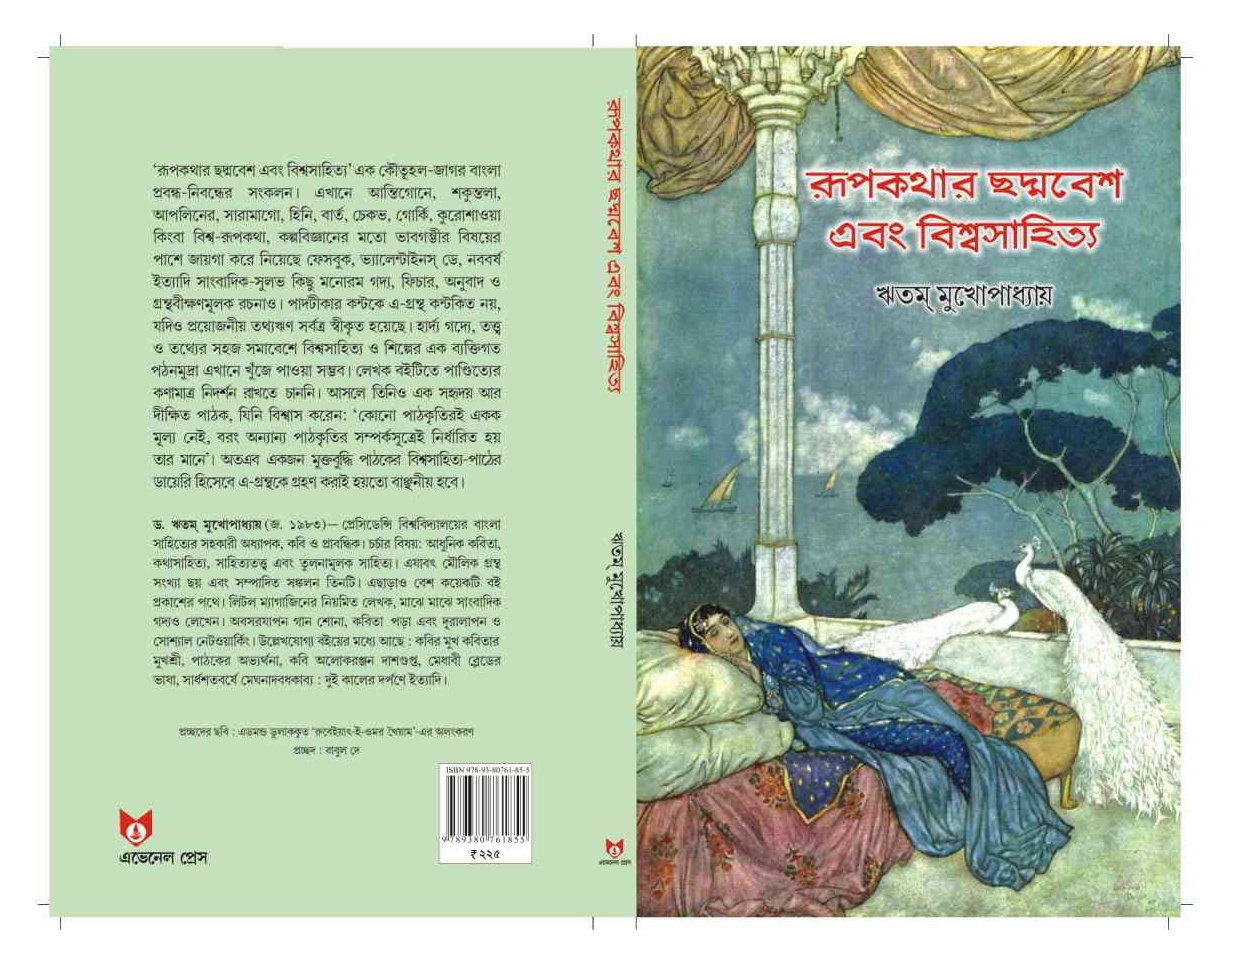 ‘রূপকথার ছদ্মবেশ এবং বিশ্বসাহিত্য’ এক কৌতূহল-জাগর বাংলা
প্রবন্ধ-নিবন্ধের সংকলন। এখানে আন্তিগোনে, শকুন্তলা,
আপলিনের, সারামাগো, হিনি, বার্ত, চেকভ, গোর্কি, কুরোশাওয়া
কিংবা বিশ্ব-রূপকথা, কল্পবিজ্ঞানের মতো ভাবগম্ভীর বিষয়ের
পাশে জায়গা করে নিয়েছে ফেসবুক, ভ্যালেন্টাইনস্ ডে, নববর্ষ
ইত্যাদি সাংবাদিক-সুলভ কিছু মনোরম গদ্য, ফিচার, অনুবাদ ও
গ্রন্থবীক্ষণমূলক রচনাও। পাদটীকার কণ্টকে এ-গ্রন্থ কণ্টকিত নয়,
যদিও প্রয়োজনীয় তথ্যঋণ সর্বত্র স্বীকৃত হয়েছে। হার্দ্য গদ্যে, তত্ত্ব
ও তথ্যের সহজ সমাবেশে বিশ্বসাহিত্য ও শিল্পের এক ব্যক্তিগত
পঠনমুদ্রা এখানে খুঁজে পাওয়া সম্ভব। লেখক বইটিতে পাণ্ডিত্যের
কণামাত্র নিদর্শন রাখতে চাননি। আসলে তিনিও এক সহৃদয় আর
দীক্ষিত পাঠক, যিনি বিশ্বাস করেন: ‘কোনো পাঠকৃতিরই একক
মূল্য নেই, বরং অন্যান্য পাঠকৃতির সম্পর্কসূত্রেই নির্ধারিত হয়
তার মানে’। অতএব একজন মুক্তবুদ্ধি পাঠকের বিশ্বসাহিত্য-পাঠের
ডায়েরি হিসেবে এ-গ্রন্থকে গ্রহণ করাই হয়তো বাঞ্ছনীয় হবে।
ড. ঋতম্ মুখোপাধ্যায় (জ. ১৯৮৩)— প্রেসিডেন্সি বিশ্ববিদ্যালয়ের বাংলা
সাহিত্যের সহকারী অধ্যাপক, কবি ও প্রাবন্ধিক। চর্চার বিষয়: আধুনিক কবিতা,
কথাসাহিত্য, সাহিত্যতত্ত্ব এবং তুলনামূলক সাহিত্য। এযাবৎ মৌলিক গ্রন্থ
সংখ্যা ছয় এবং সম্পাদিত সঙ্কলন তিনটি। এছাড়াও বেশ কয়েকটি বই
প্রকাশের পথে। লিটল ম্যাগাজিনের নিয়মিত লেখক, মাঝে মাঝে সাংবাদিক
গদ্যও লেখেন। অবসরযাপন গান শোনা, কবিতা পড়া এবং দূরালাপন ও
সোশ্যাল নেটওয়ার্কিং। উল্লেখযোগ্য বইয়ের মধ্যে আছে : কবির মুখ কবিতার
মুখশ্রী, পাঠকের অভ্যর্থনা, কবি অলোকরঞ্জন দাশগুপ্ত, মেধাবী ব্লেডের
ভাষা, সার্ধশতবর্ষে মেঘনাদবধকাব্য : দুই কালের দর্পণে ইত্যাদি।
প্রচ্ছদের ছবি : এডমন্ড ডুলাককৃত ‘রুবেইয়াৎ-ই-ওমর খৈয়াম’-এর অলংকরণ
প্রচ্ছদ : বাবুল দে
ISBN 978-93-80761-85-5
9 789380 761855
₹ ২২৫
এভেনেল প্রেস
রূপকথার ছদ্মবেশ এবং বিশ্বসাহিত্য
ঋতম্ মুখোপাধ্যায়
এভেনেল প্রেস
রূপকথার ছদ্মবেশ
এবং বিশ্বসাহিত্য
ঋতম্ মুখোপাধ্যায়